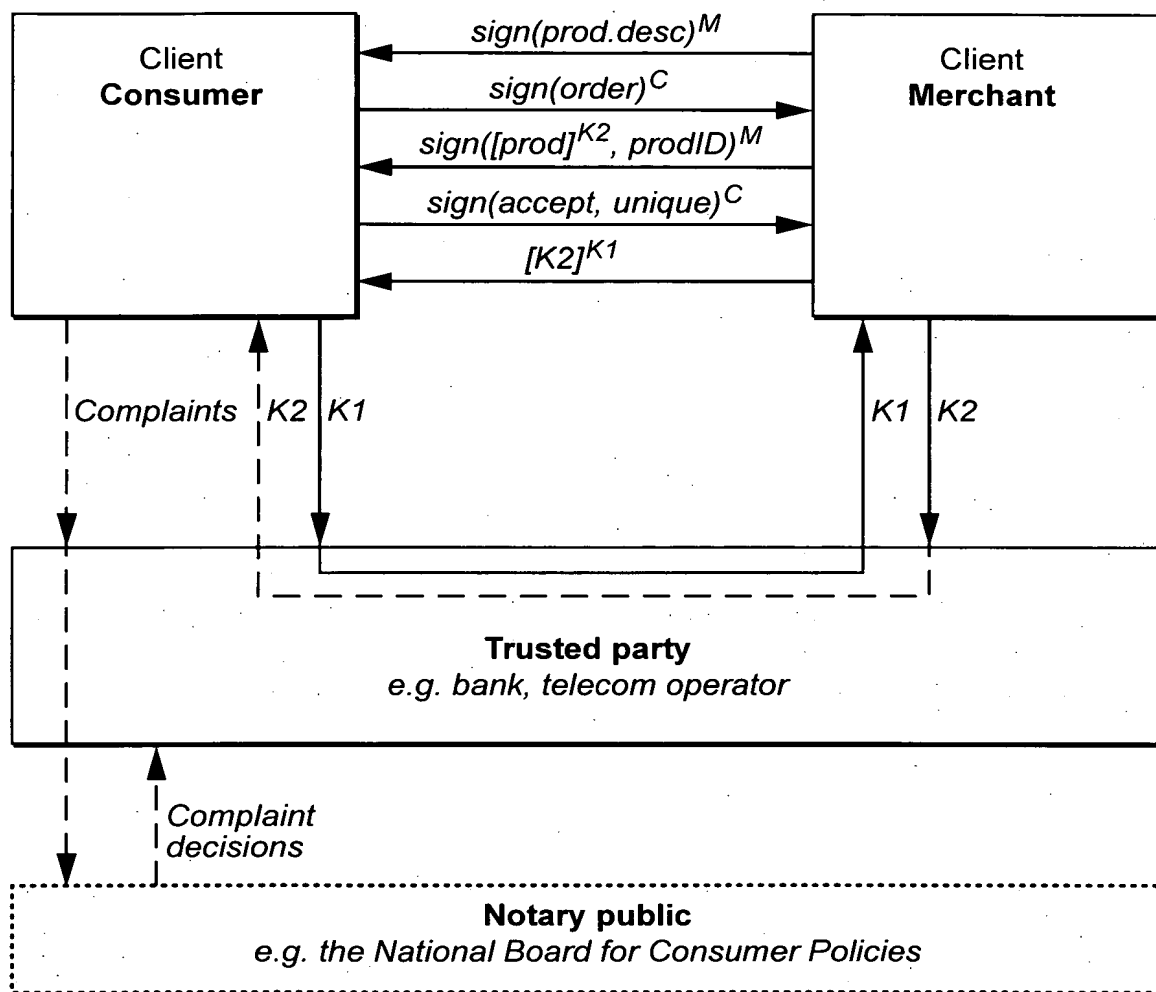 Client
Consumer
sign(prod.desc)^M
sign(order)^C
sign([prod]^K2, prodID)^M
sign(accept, unique)^C
[K2]^K1
Client
Merchant
Complaints
K2
K1
K1
K2
Trusted party
e.g. bank, telecom operator
Complaint
decisions
Notary public
e.g. the National Board for Consumer Policies